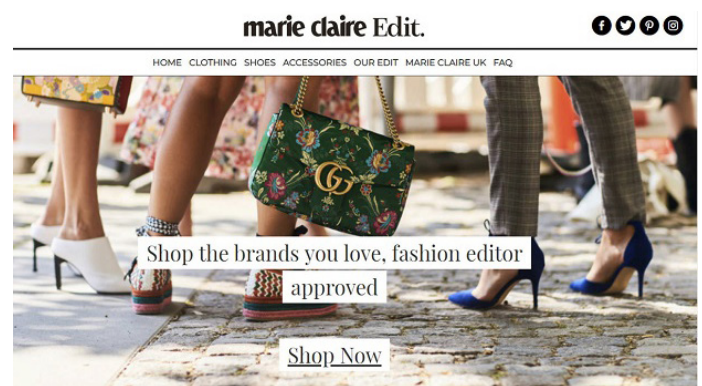 marie claire Edit.
HOME CLOTHING SHOES ACCESSORIES OUR EDIT MARIE CLAIRE UK FAQ
Shop the brands you love, fashion editor
approved
Shop Now